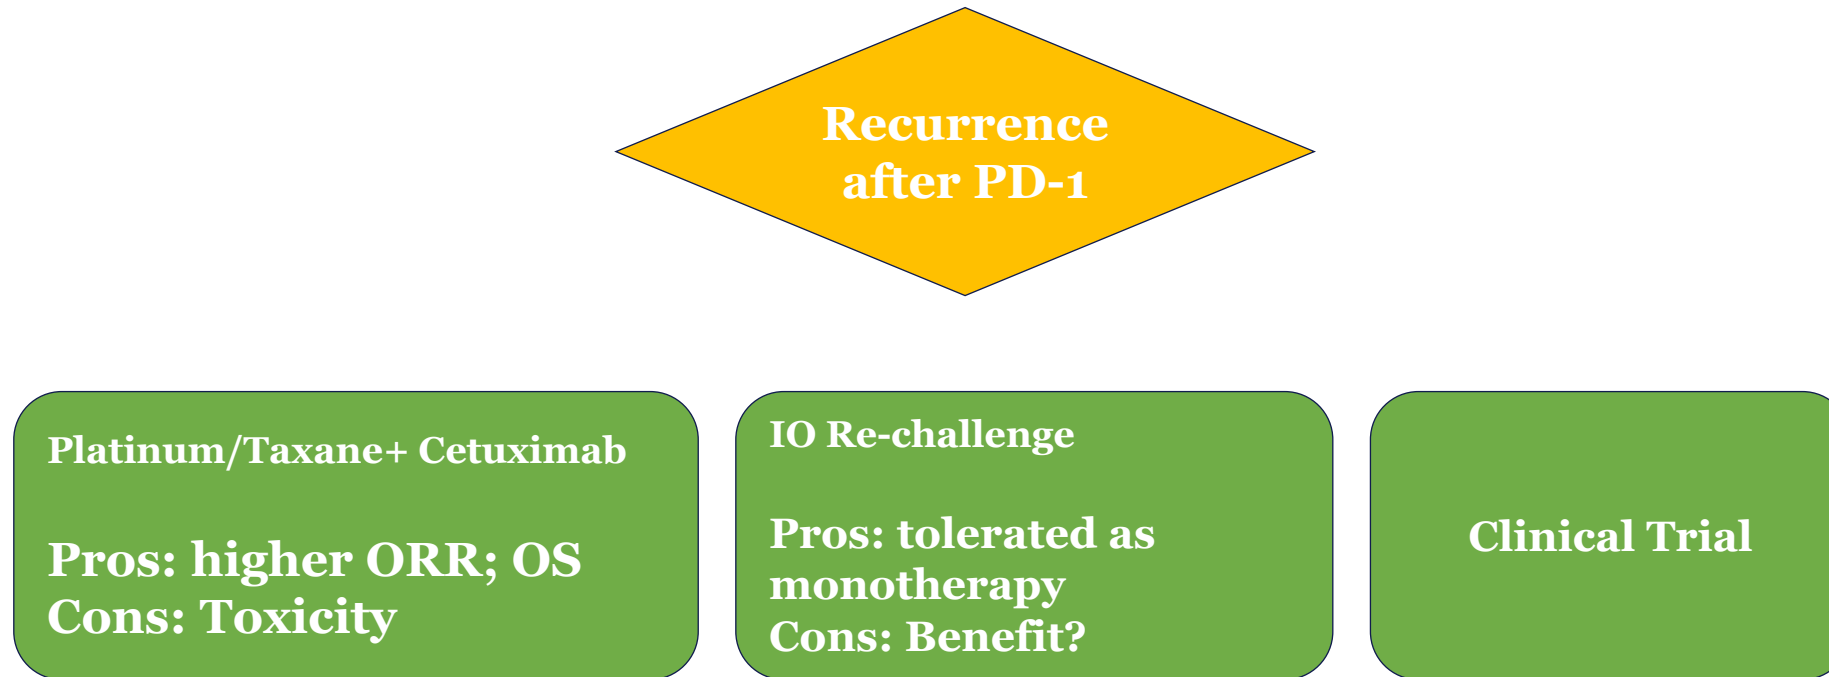 Recurrence
after PD-1
Platinum/Taxane+ Cetuximab
Pros: higher ORR; OS
Cons: Toxicity
IO Re-challenge
Pros: tolerated as
monotherapy
Cons: Benefit?
Clinical Trial